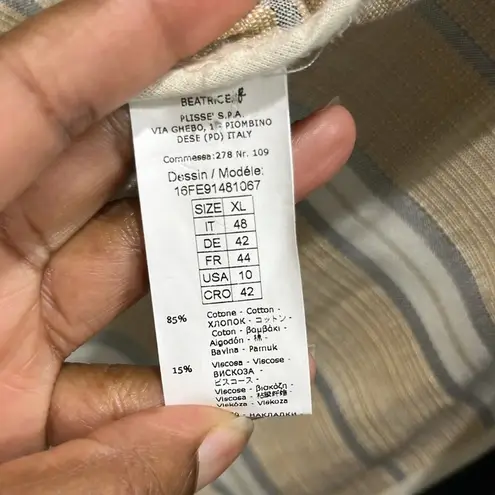 BEATRICE.B
PLISSE' S.P.A.
VIA GHEBO, 1 - PIOMBINO
DESE (PD) ITALY
Commessa:278 Nr. 109
Dessin / Modéle:
16FE91481067
SIZE XL
IT 48
DE 42
FR 44
USA 10
CRO 42
85% Cotone - Cotton -
ХЛОПОК - コットン -
Coton - Βαμβάκι -
Algodón - 棉 -
Bavina - Pamuk
15% Viscosa - Viscose -
ВИСКОЗА -
ビスコース -
Viscose - βισκόζη -
Viscosa - 粘胶纤维 -
Viskóza - Viskoza
НАКЛАДКИ -